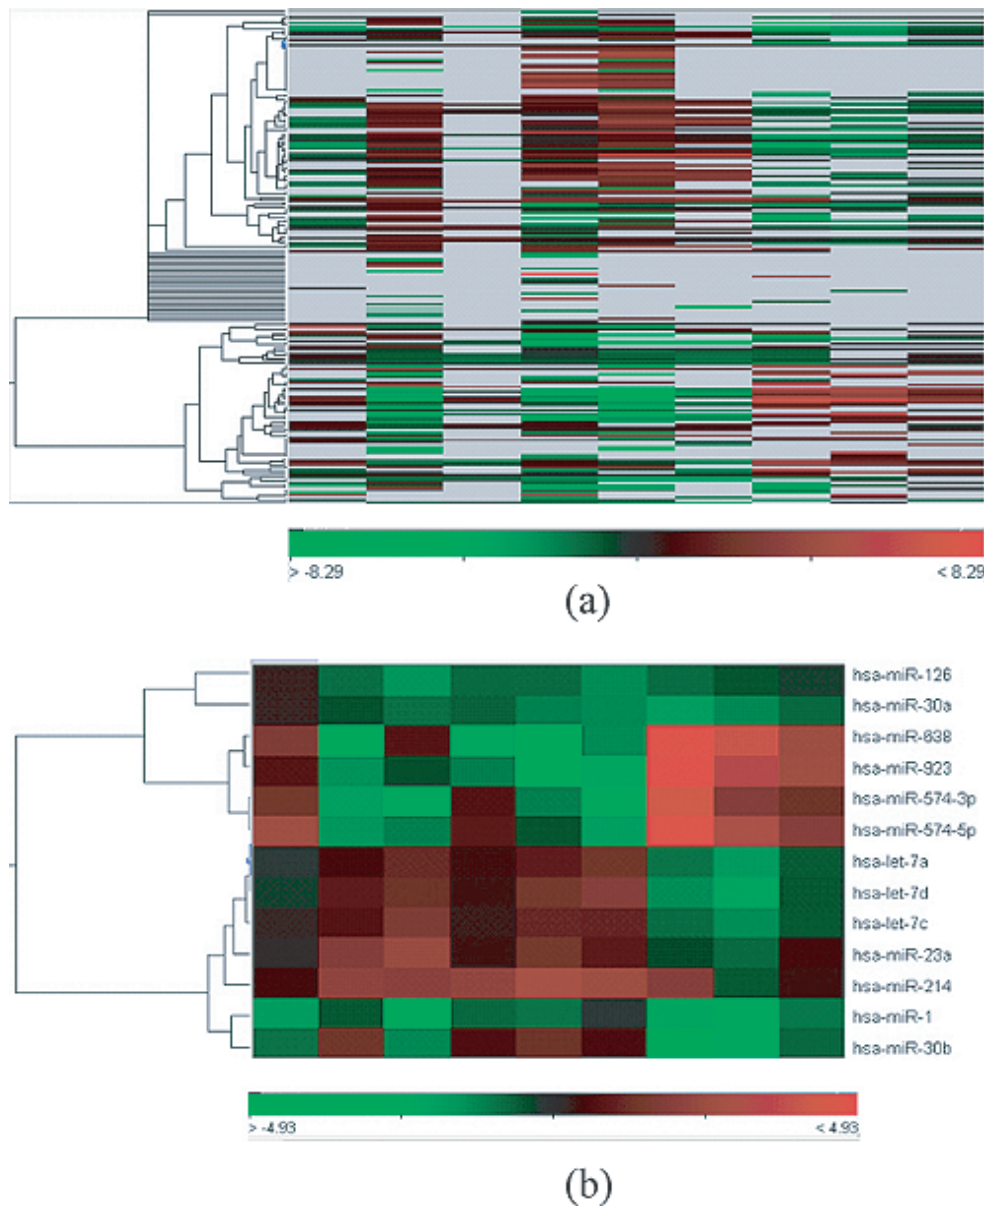 > -8.29
< 8.29
(a)
hsa-miR-126
hsa-miR-30a
hsa-miR-638
hsa-miR-923
hsa-miR-574-3p
hsa-miR-574-5p
hsa-let-7a
hsa-let-7d
hsa-let-7c
hsa-miR-23a
hsa-miR-214
hsa-miR-1
hsa-miR-30b
> -4.93
< 4.93
(b)